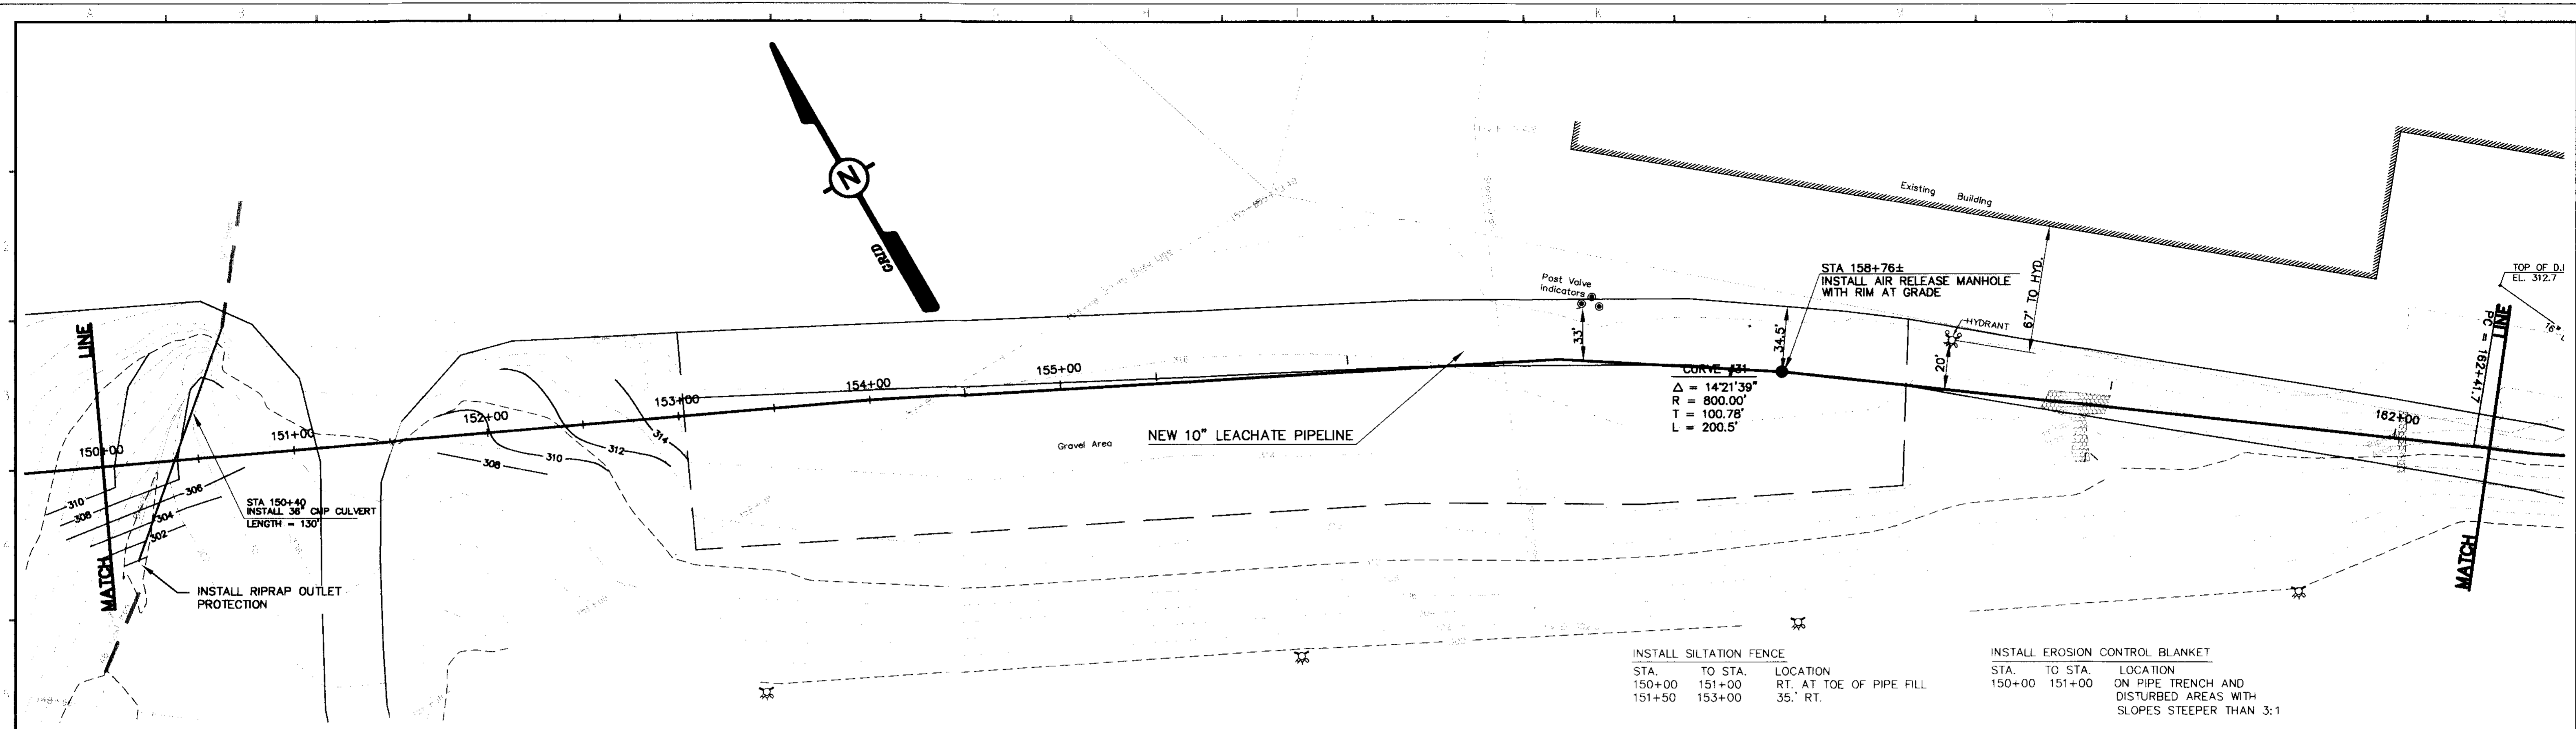 N
GRID
Existing Building
STA 158+76±
INSTALL AIR RELEASE MANHOLE
WITH RIM AT GRADE
67' TO HYD.
TOP OF D.I
EL. 312.7
16"
Post Valve
Indicators
33'
34.5'
HYDRANT
20'
LINE
MATCH
LINE
MATCH
PC = 162+41.7
CURVE #31
Δ = 14°21'39"
R = 800.00'
T = 100.78'
L = 200.5'
150+00
151+00
152+00
153+00
154+00
155+00
162+00
316
314
312
310
308
310
308
306
304
302
Gravel Area
NEW 10" LEACHATE PIPELINE
STA 150+40
INSTALL 36" CMP CULVERT
LENGTH = 130'
INSTALL RIPRAP OUTLET
PROTECTION
INSTALL SILTATION FENCE
STA. TO STA. LOCATION
150+00 151+00 RT. AT TOE OF PIPE FILL
151+50 153+00 35.' RT.
INSTALL EROSION CONTROL BLANKET
STA. TO STA. LOCATION
150+00 151+00 ON PIPE TRENCH AND
DISTURBED AREAS WITH
SLOPES STEEPER THAN 3:1